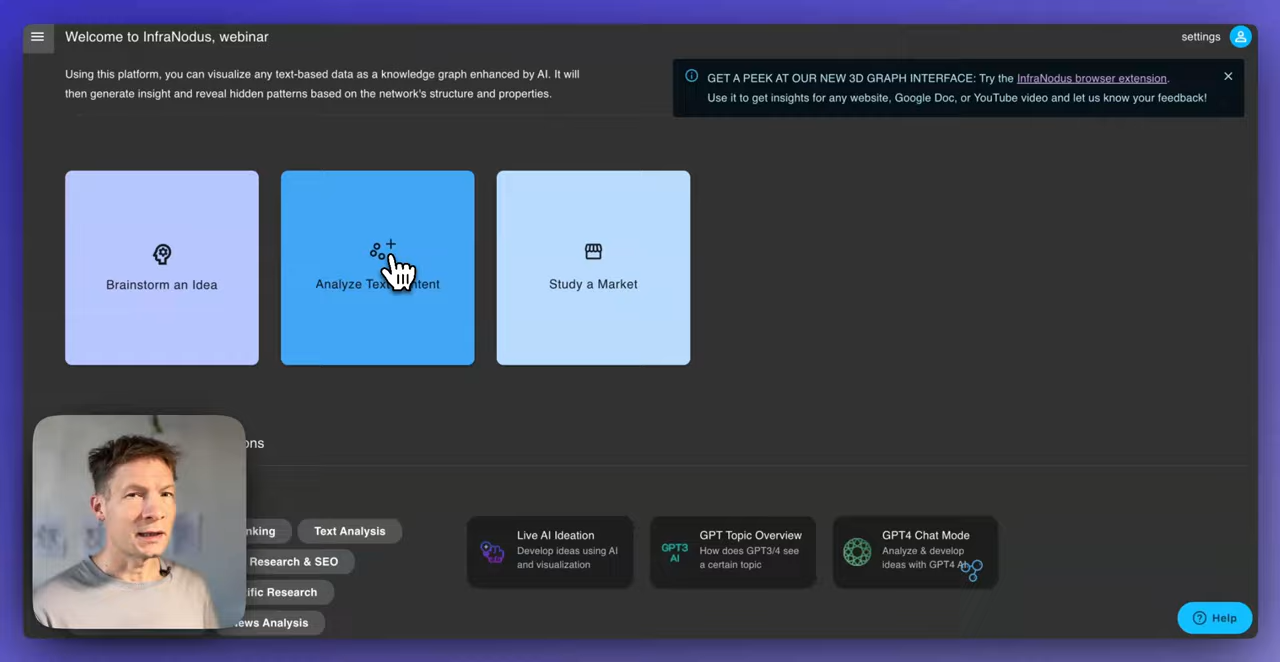 Welcome to InfraNodus, webinar
settings
Using this platform, you can visualize any text-based data as a knowledge graph enhanced by AI. It will
then generate insight and reveal hidden patterns based on the network's structure and properties.
GET A PEEK AT OUR NEW 3D GRAPH INTERFACE: Try the InfraNodus browser extension.
Use it to get insights for any website, Google Doc, or YouTube video and let us know your feedback!
Brainstorm an Idea
Analyze Text
Study a Market
Text Analysis
Research & SEO
Research
Analysis
Live AI Ideation
Develop ideas using AI
and visualization
GPT3
AI
GPT Topic Overview
How does GPT3/4 see
a certain topic
GPT4 Chat Mode
Analyze & develop
ideas with GPT4 AI
Help